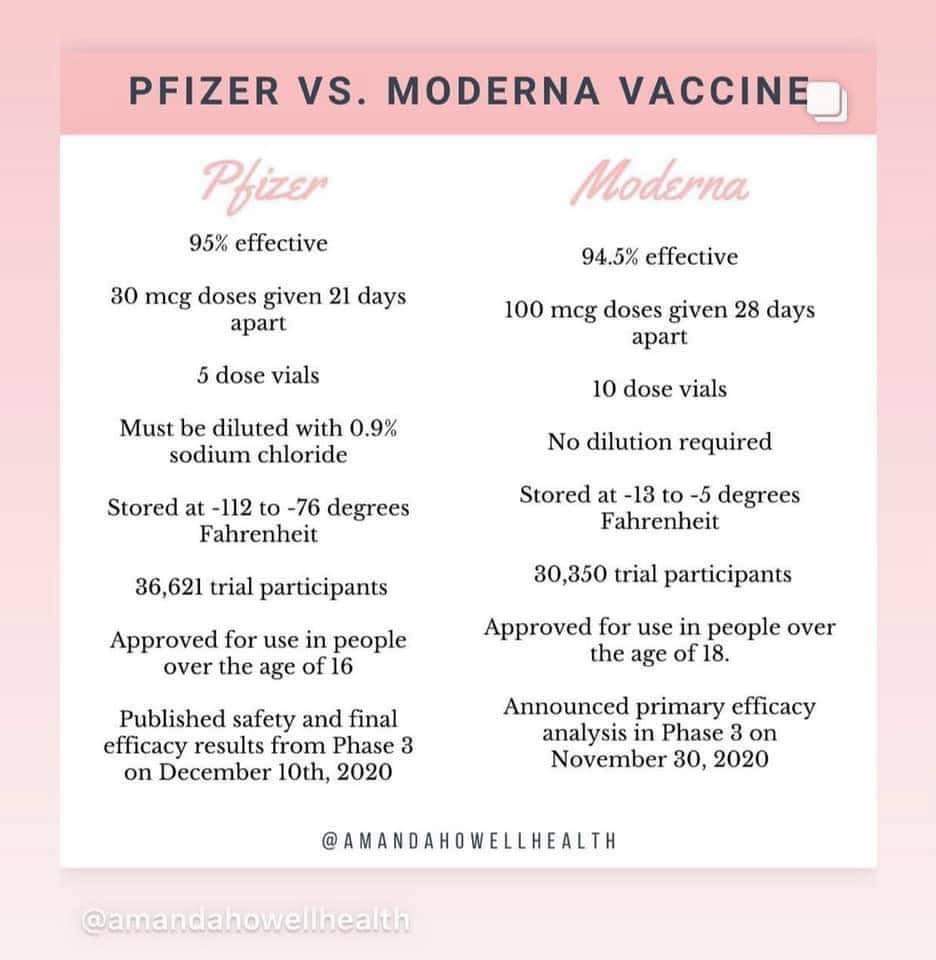 PFIZER VS. MODERNA VACCINE
Pfizer
95% effective
30 mcg doses given 21 days
apart
5 dose vials
Must be diluted with 0.9%
sodium chloride
Stored at -112 to -76 degrees
Fahrenheit
36,621 trial participants
Approved for use in people
over the age of 16
Published safety and final
efficacy results from Phase 3
on December 10th, 2020
Moderna
94.5% effective
100 mcg doses given 28 days
apart
10 dose vials
No dilution required
Stored at -13 to -5 degrees
Fahrenheit
30,350 trial participants
Approved for use in people over
the age of 18.
Announced primary efficacy
analysis in Phase 3 on
November 30, 2020
@AMANDAHOWELLHEALTH
@amandahowellhealth